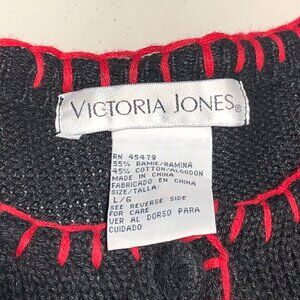 VICTORIA JONES®
RN 45479
55% RAMIE/RAMINA
45% COTTON/ALGODON
MADE IN CHINA
FABRICADO EN CHINA
SIZE/TALLA:
L/G
SEE REVERSE SIDE
FOR CARE
VER AL DORSO PARA
CUIDADO